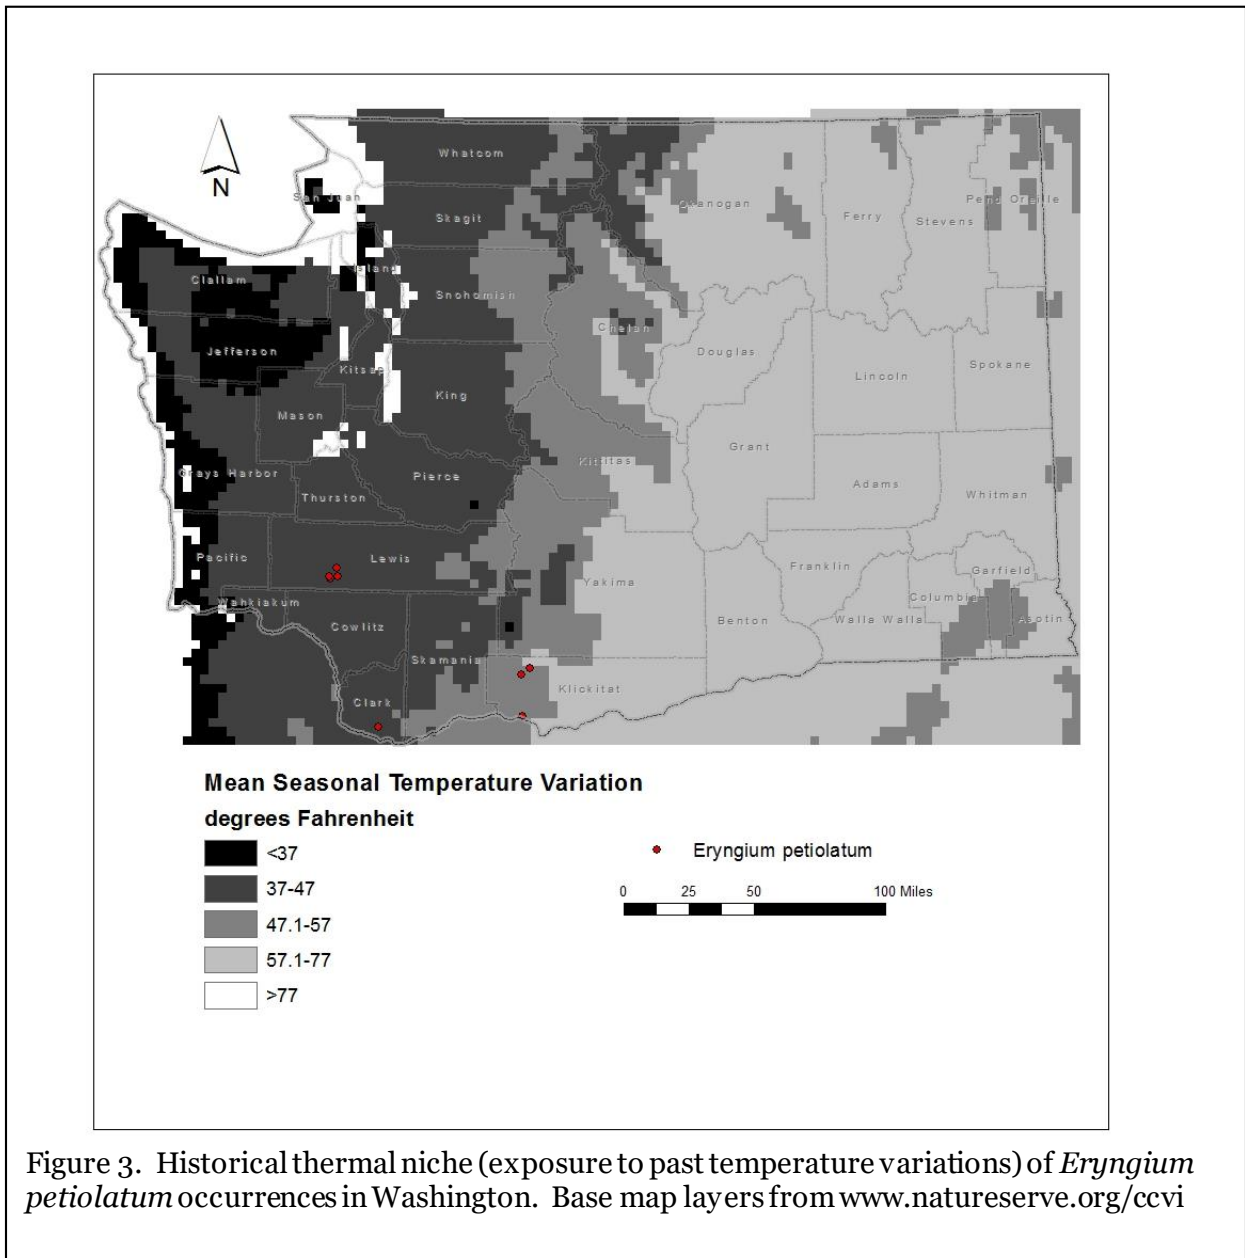 N
Whatcom
San Juan
Skagit
Okanogan
Ferry
Stevens
Pend Oreille
Island
Clallam
Snohomish
Chelan
Jefferson
Douglas
Kitsap
Lincoln
Spokane
King
Mason
Grant
Kittitas
Grays Harbor
Pierce
Adams
Thurston
Whitman
Pacific
Lewis
Yakima
Franklin
Garfield
Columbia
Wahkiakum
Cowlitz
Benton
Walla Walla
Asotin
Skamania
Klickitat
Clark
Mean Seasonal Temperature Variation
degrees Fahrenheit
<37
37-47
47.1-57
57.1-77
>77
Eryngium petiolatum
0 25 50 100 Miles
Figure 3. Historical thermal niche (exposure to past temperature variations) of Eryngium
petiolatum occurrences in Washington. Base map layers from www.natureserve.org/ccvi